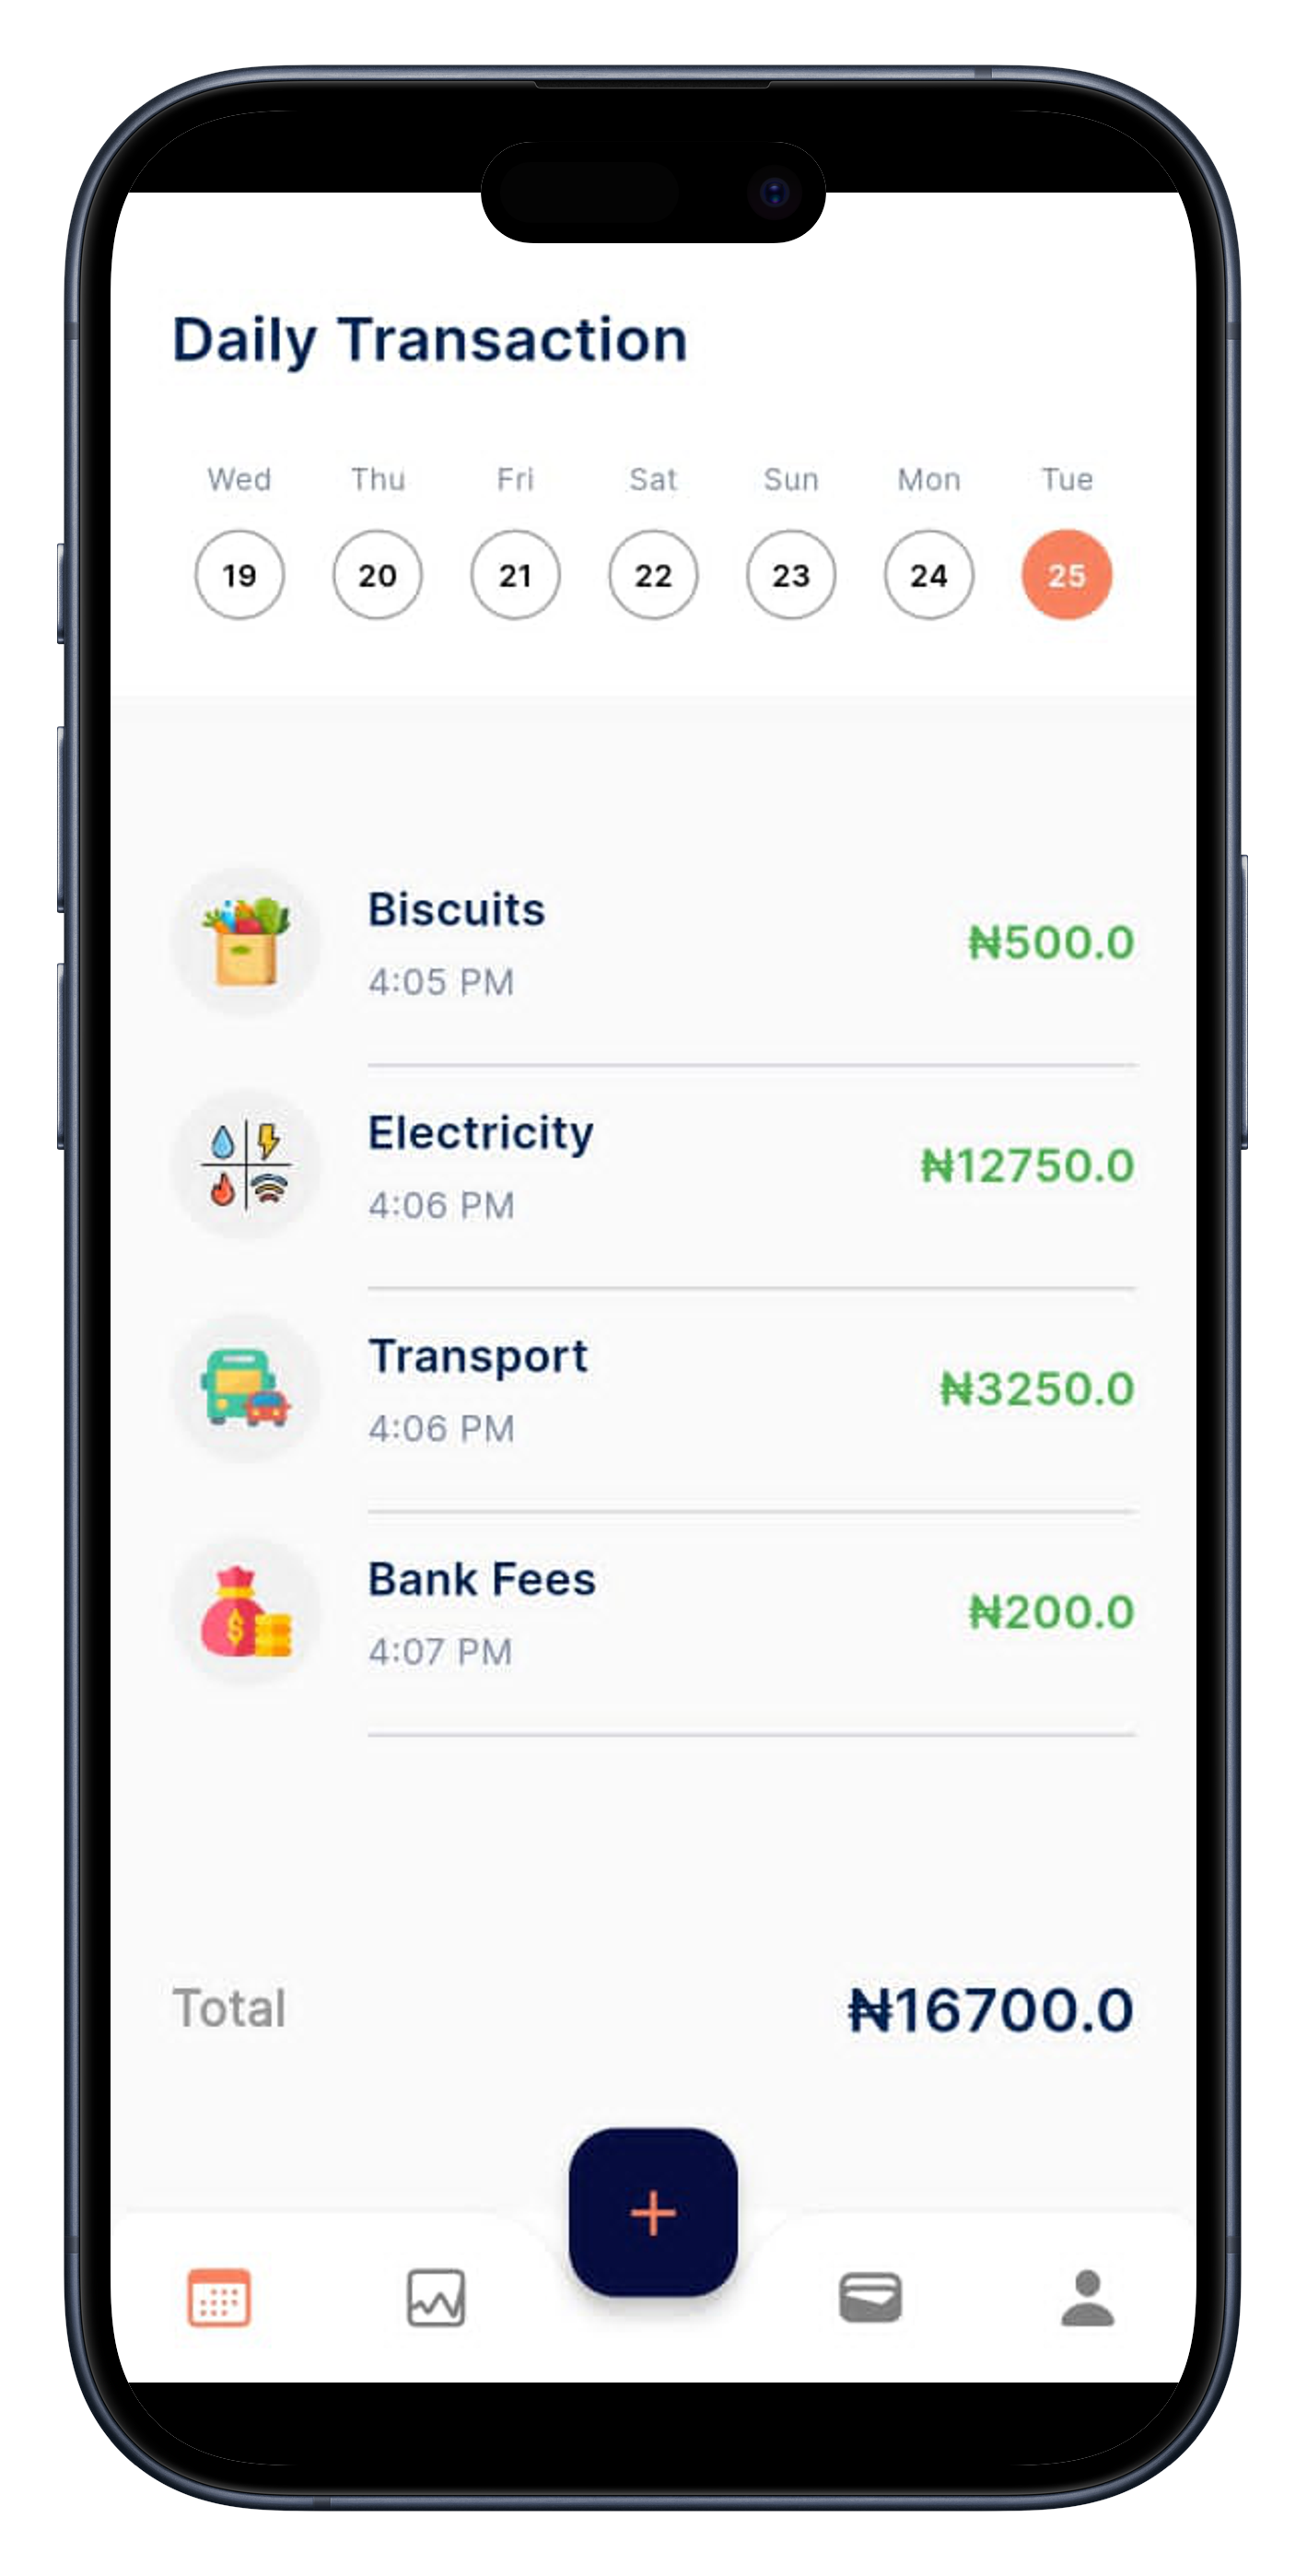 Daily Transaction
Wed Thu Fri Sat Sun Mon Tue
19 20 21 22 23 24 25
Biscuits
₦500.0
4:05 PM
Electricity
₦12750.0
4:06 PM
Transport
₦3250.0
4:06 PM
Bank Fees
₦200.0
4:07 PM
Total ₦16700.0